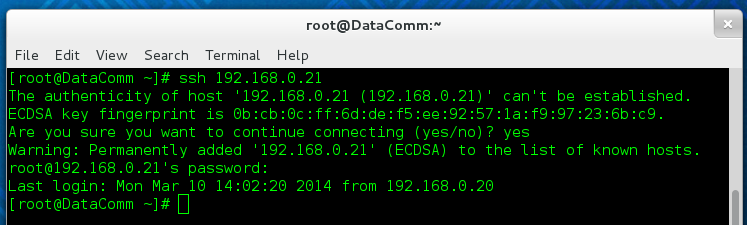 root@DataComm:~
File Edit View Search Terminal Help
[root@DataComm ~]# ssh 192.168.0.21
The authenticity of host '192.168.0.21 (192.168.0.21)' can't be established.
ECDSA key fingerprint is 0b:cb:0c:ff:6d:de:f5:ee:92:57:1a:f9:97:23:6b:c9.
Are you sure you want to continue connecting (yes/no)? yes
Warning: Permanently added '192.168.0.21' (ECDSA) to the list of known hosts.
root@192.168.0.21's password:
Last login: Mon Mar 10 14:02:20 2014 from 192.168.0.20
[root@DataComm ~]#